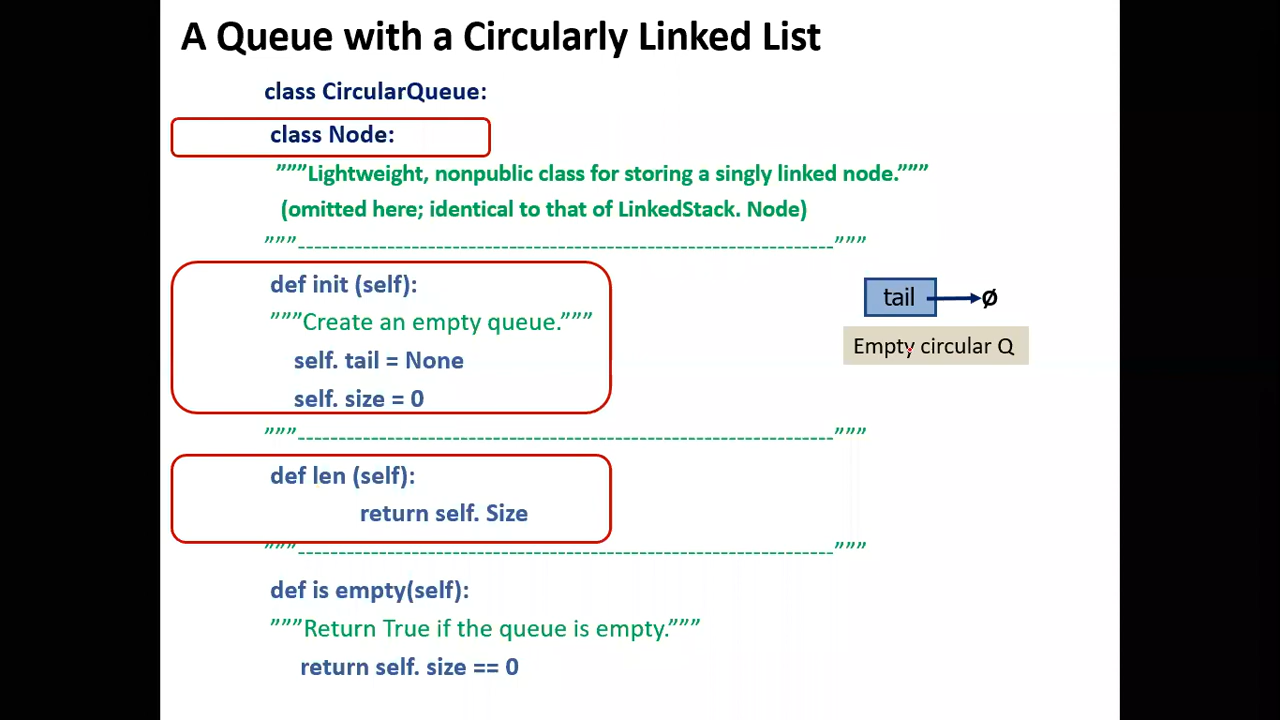 A Queue with a Circularly Linked List
class CircularQueue:
class Node:
”””Lightweight, nonpublic class for storing a singly linked node.”””
(omitted here; identical to that of LinkedStack. Node)
”””------------------------------------------------------------------”””
def init (self):
”””Create an empty queue.”””
self. tail = None
self. size = 0
tail
Ø
Empty circular Q
”””------------------------------------------------------------------”””
def len (self):
return self. Size
”””------------------------------------------------------------------”””
def is empty(self):
”””Return True if the queue is empty.”””
return self. size == 0